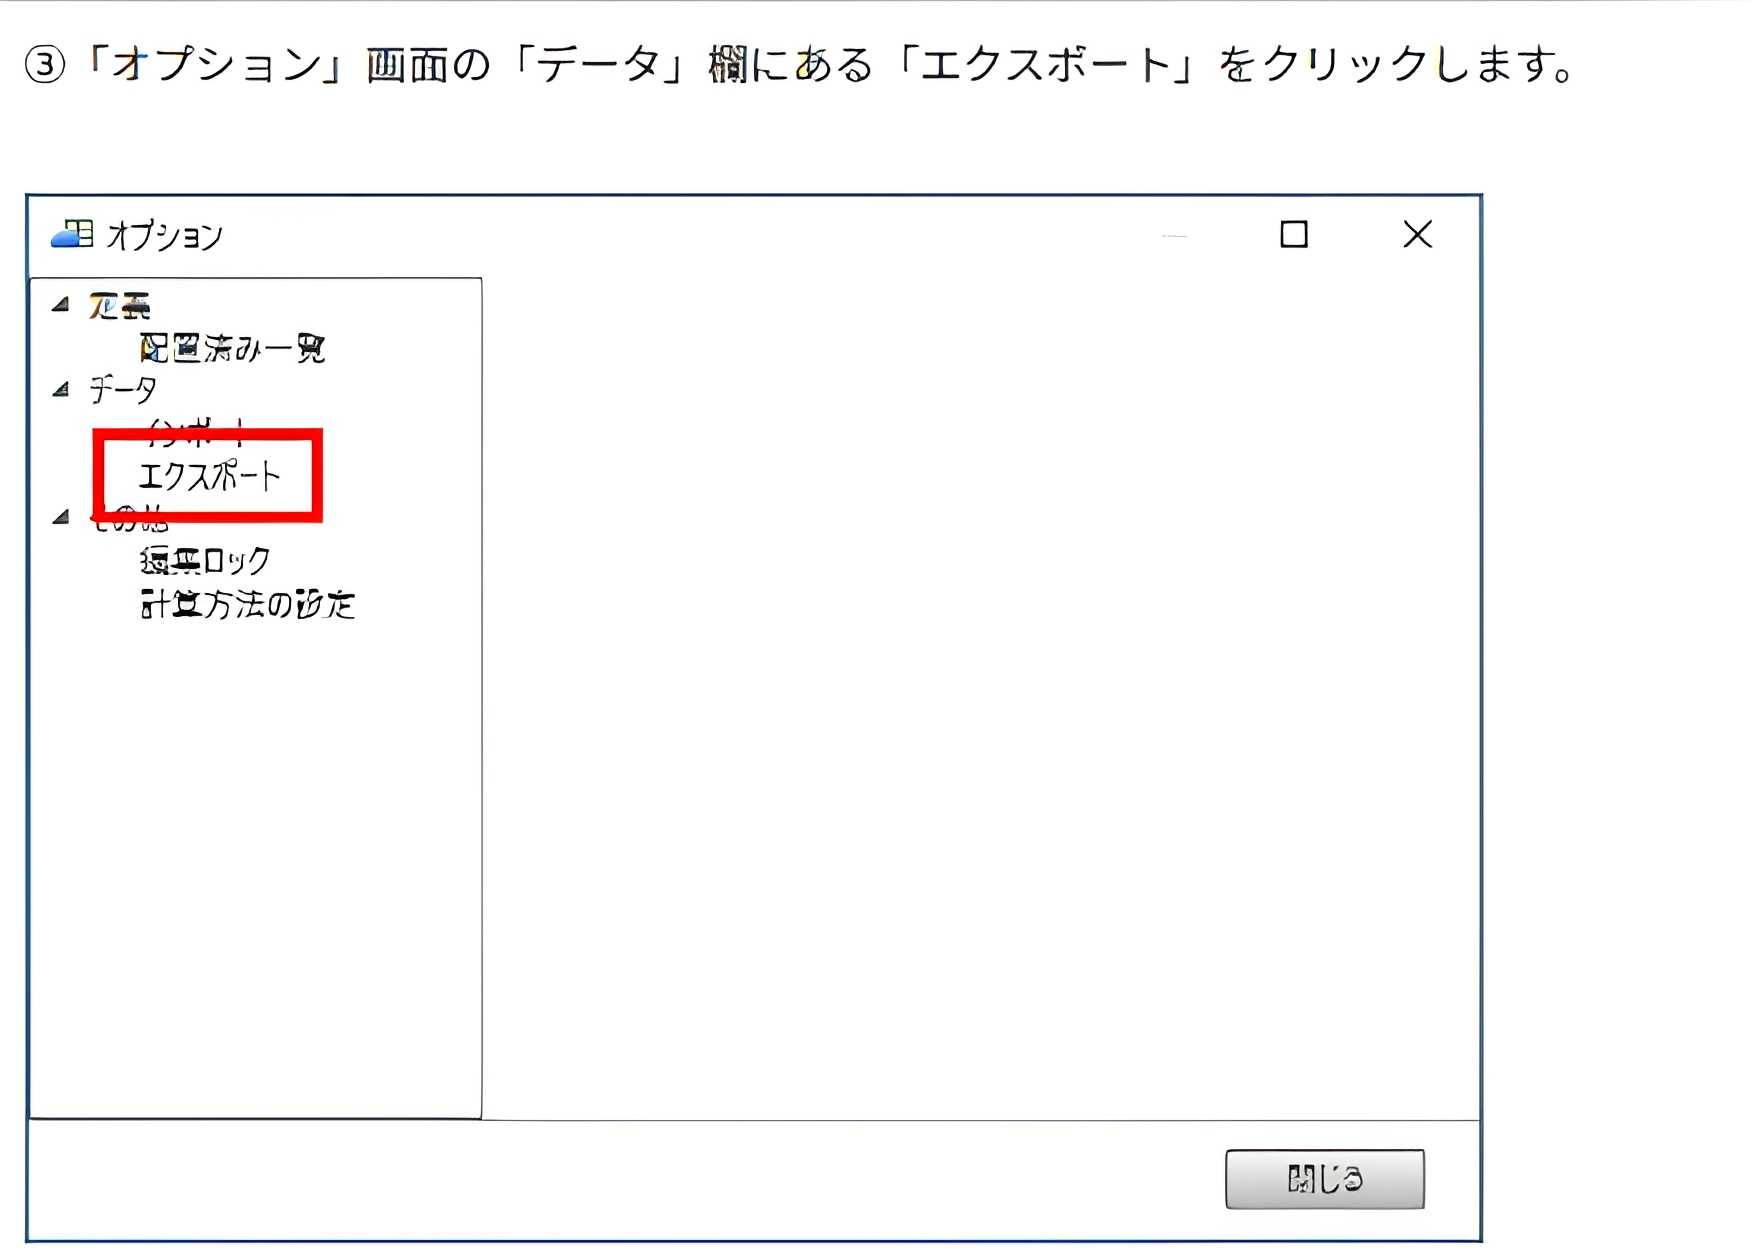 ③「オプション」画面の「データ」欄にある「エクスポート」をクリックします。
オプション
定義
配置済み一覧
データ
インポート
エクスポート
その他
編集ロック
計算方法の設定
閉じる